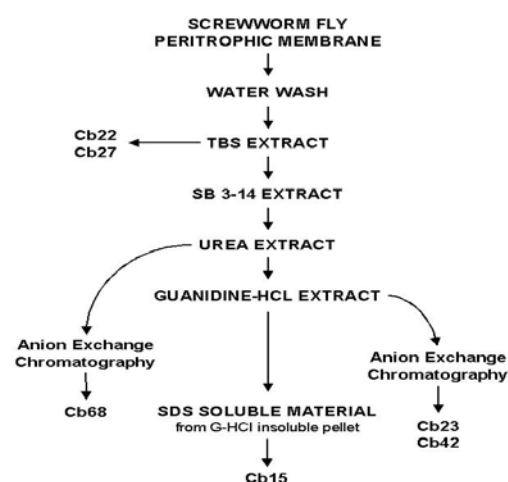 SCREWWORM FLY
PERITROPHIC MEMBRANE
WATER WASH
Cb22
Cb27
TBS EXTRACT
SB 3-14 EXTRACT
UREA EXTRACT
GUANIDINE-HCL EXTRACT
Anion Exchange
Chromatography
Cb68
Anion Exchange
Chromatography
Cb23
Cb42
SDS SOLUBLE MATERIAL
from G-HCl insoluble pellet
Cb15